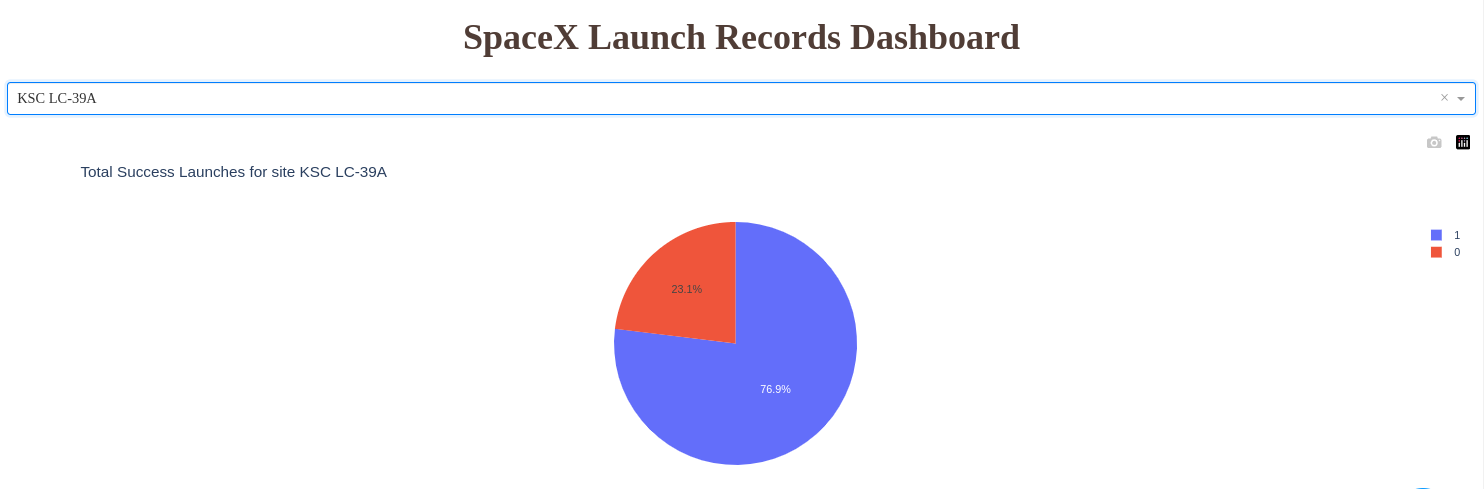 SpaceX Launch Records Dashboard
KSC LC-39A ×
Total Success Launches for site KSC LC-39A
1
0
23.1%
76.9%